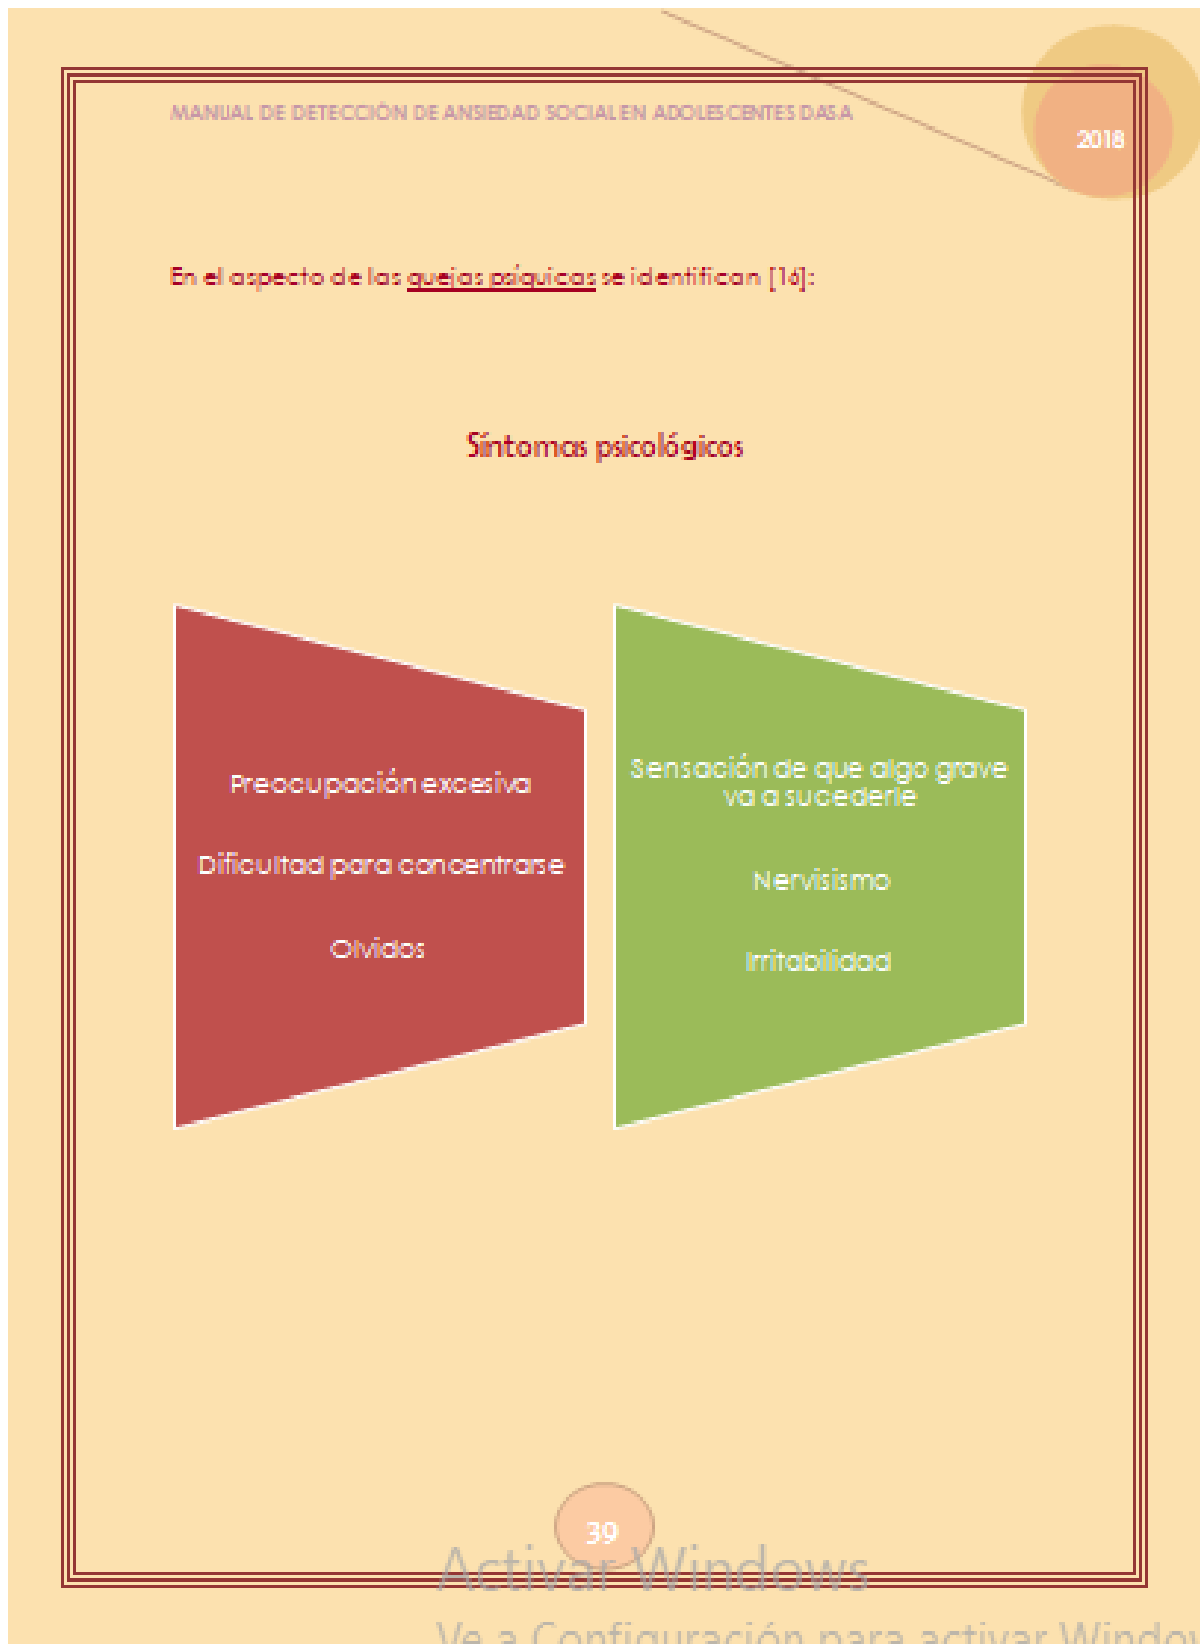 MANUAL DE DETECCIÓN DE ANSIEDAD SOCIAL EN ADOLESCENTES DASA
2018
En el aspecto de las quejas psíquicas se identifican [16]:
Síntomas psicológicos
Preocupación excesiva
Dificultad para concentrarse
Olvidos
Sensación de que algo grave
va a sucederle
Nervisismo
Irritabilidad
39
Activar Windows
Ve a Configuración para activar Window